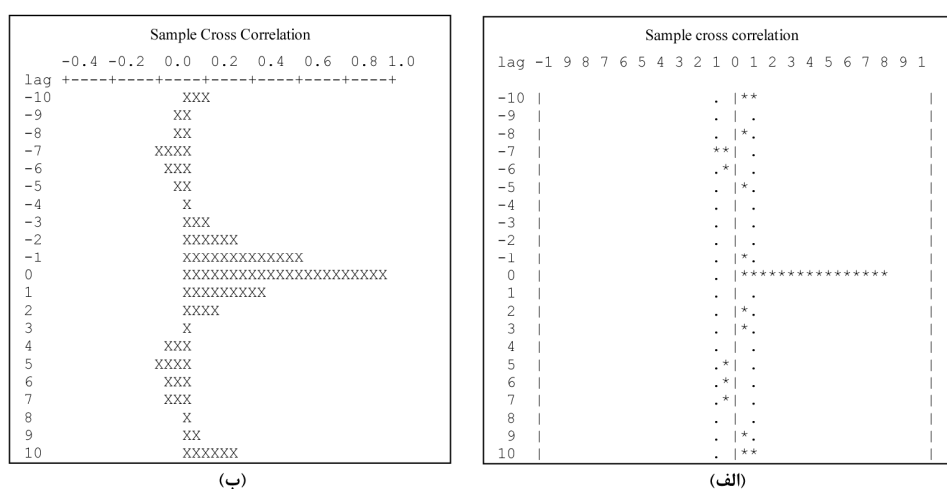 Sample Cross Correlation
-0.4 -0.2 0.0 0.2 0.4 0.6 0.8 1.0
lag +----+----+----+----+----+----+----+
-10 XXX
-9 XX
-8 XX
-7 XXXX
-6 XXX
-5 XX
-4 X
-3 XXX
-2 XXXXXX
-1 XXXXXXXXXXXXX
0 XXXXXXXXXXXXXXXXXXXXXXX
1 XXXXXXXXX
2 XXXX
3 X
4 XXX
5 XXXX
6 XXX
7 XXX
8 X
9 XX
10 XXXXXX
(ب)
Sample cross correlation
lag -1 9 8 7 6 5 4 3 2 1 0 1 2 3 4 5 6 7 8 9 1
-10 | . |** |
-9 | . | . |
-8 | . |*. |
-7 | **| . |
-6 | .*| . |
-5 | . |*. |
-4 | . | . |
-3 | . | . |
-2 | . | . |
-1 | . |*. |
0 | . |**************** |
1 | . | . |
2 | . |*. |
3 | . |*. |
4 | . | . |
5 | .*| . |
6 | .*| . |
7 | .*| . |
8 | . | . |
9 | . |*. |
10 | . |** |
(الف)